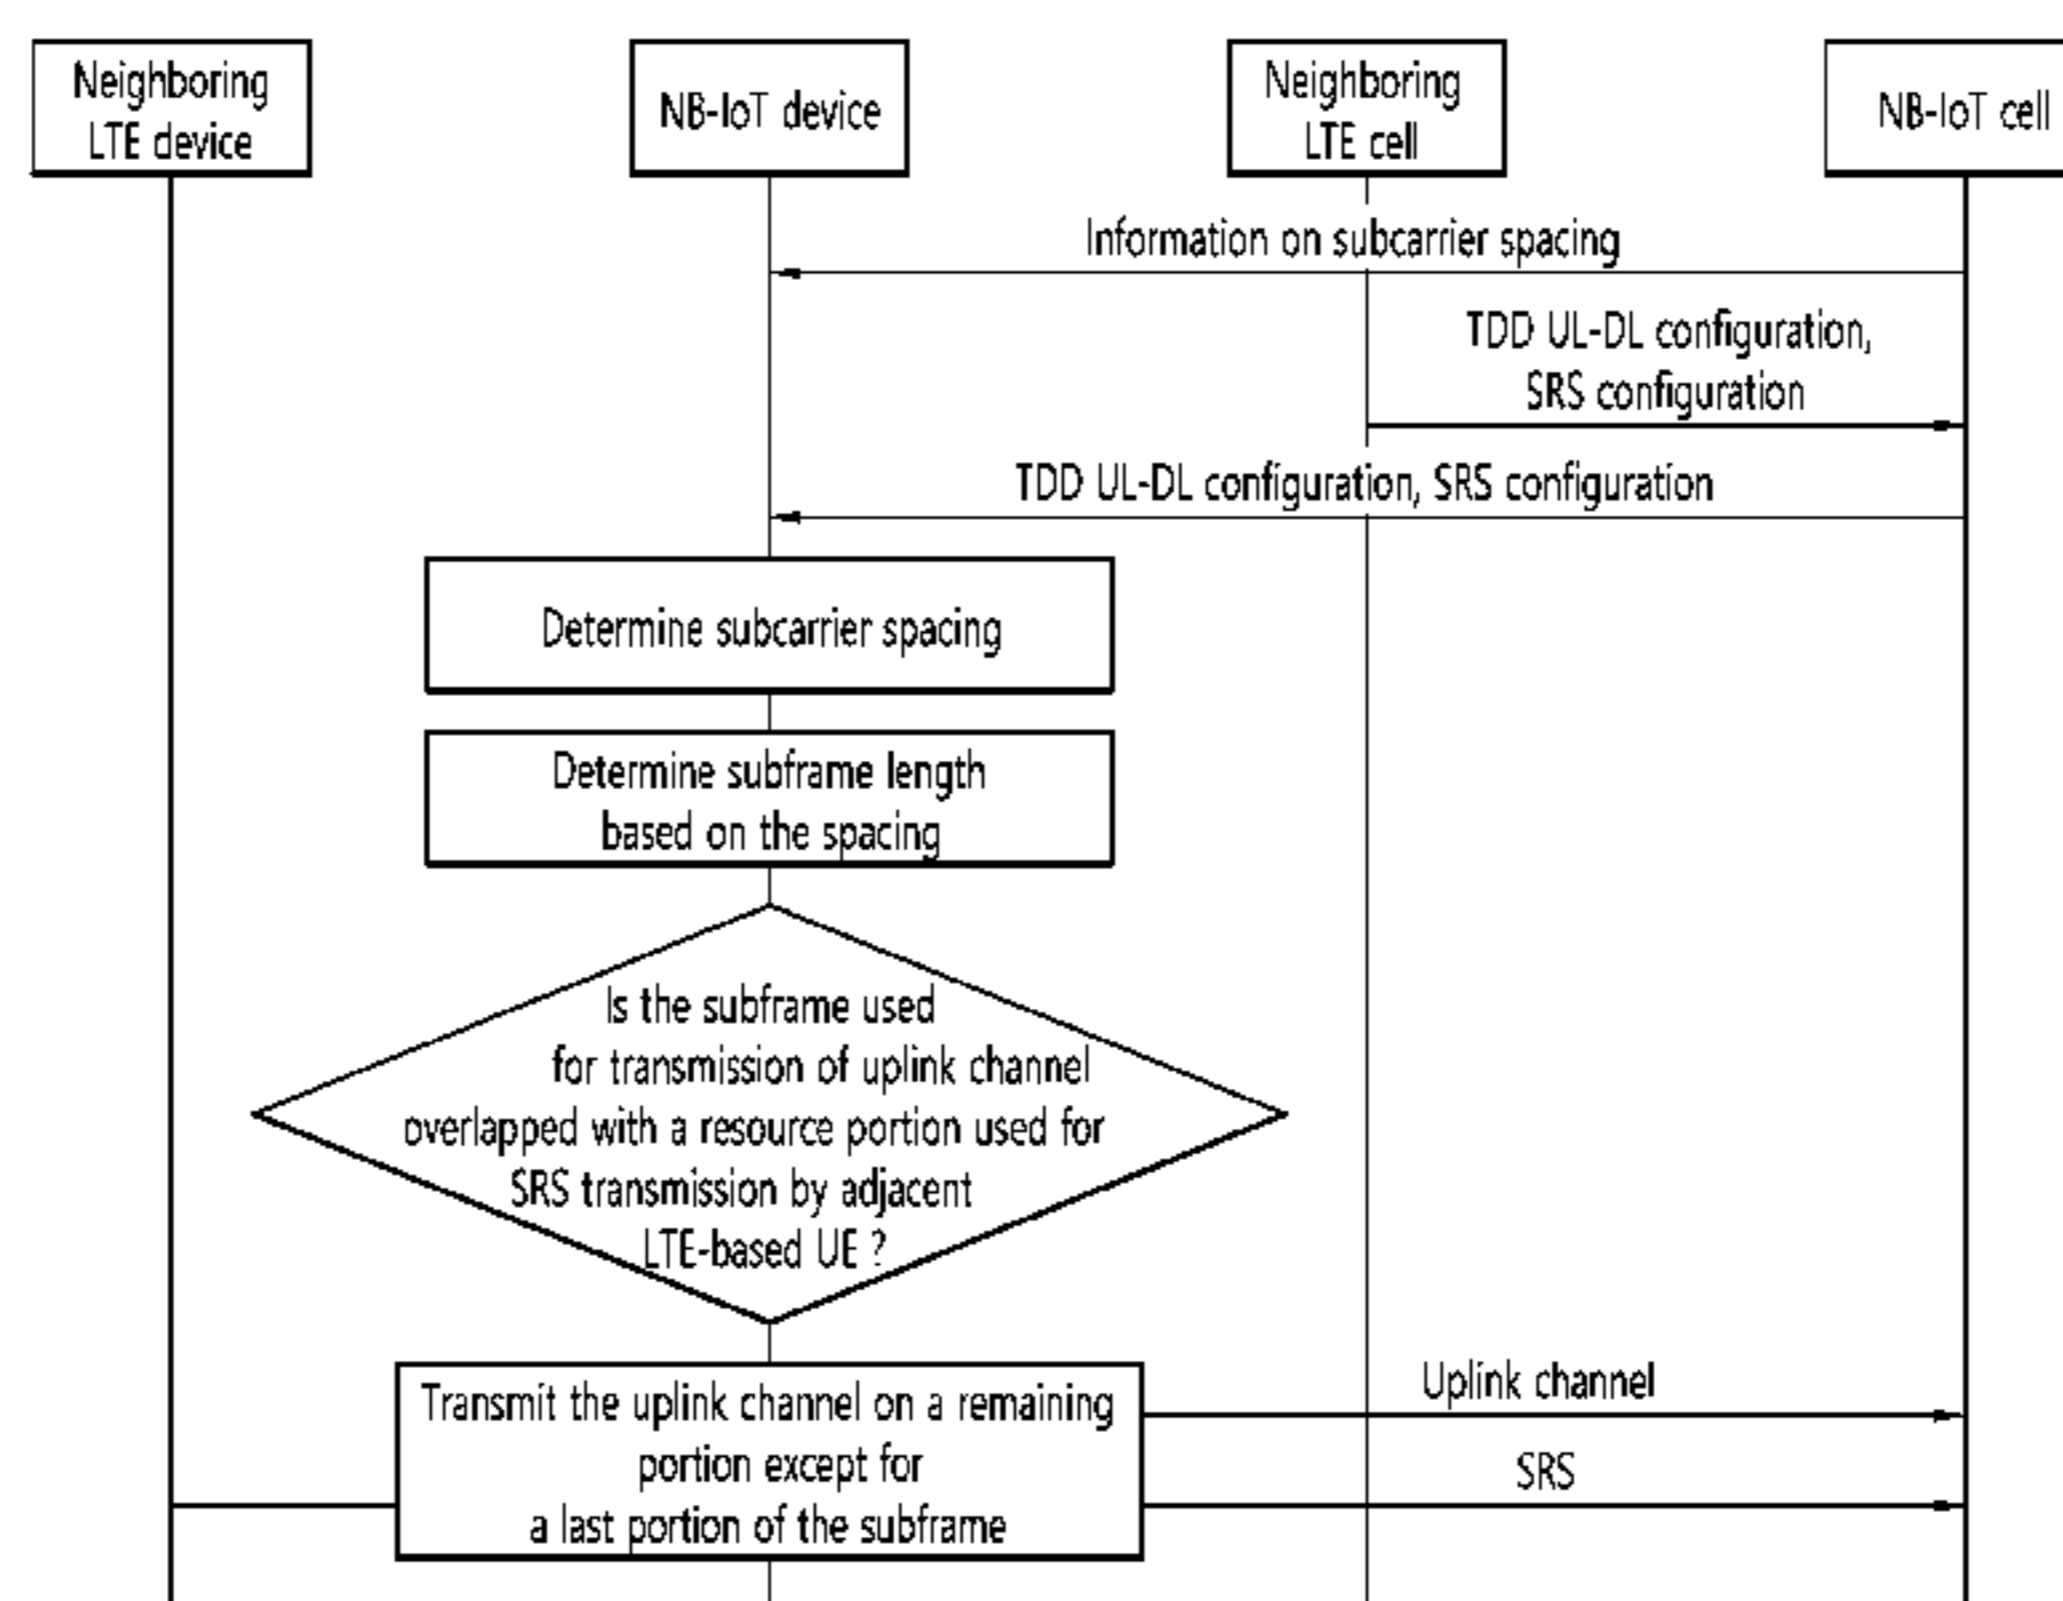 Neighboring
LTE device
NB-IoT device
Neighboring
LTE cell
NB-IoT cell
Information on subcarrier spacing
TDD UL-DL configuration,
SRS configuration
TDD UL-DL configuration, SRS configuration
Determine subcarrier spacing
Determine subframe length
based on the spacing
Is the subframe used
for transmission of uplink channel
overlapped with a resource portion used for
SRS transmission by adjacent
LTE-based UE ?
Transmit the uplink channel on a remaining
portion except for
a last portion of the subframe
Uplink channel
SRS